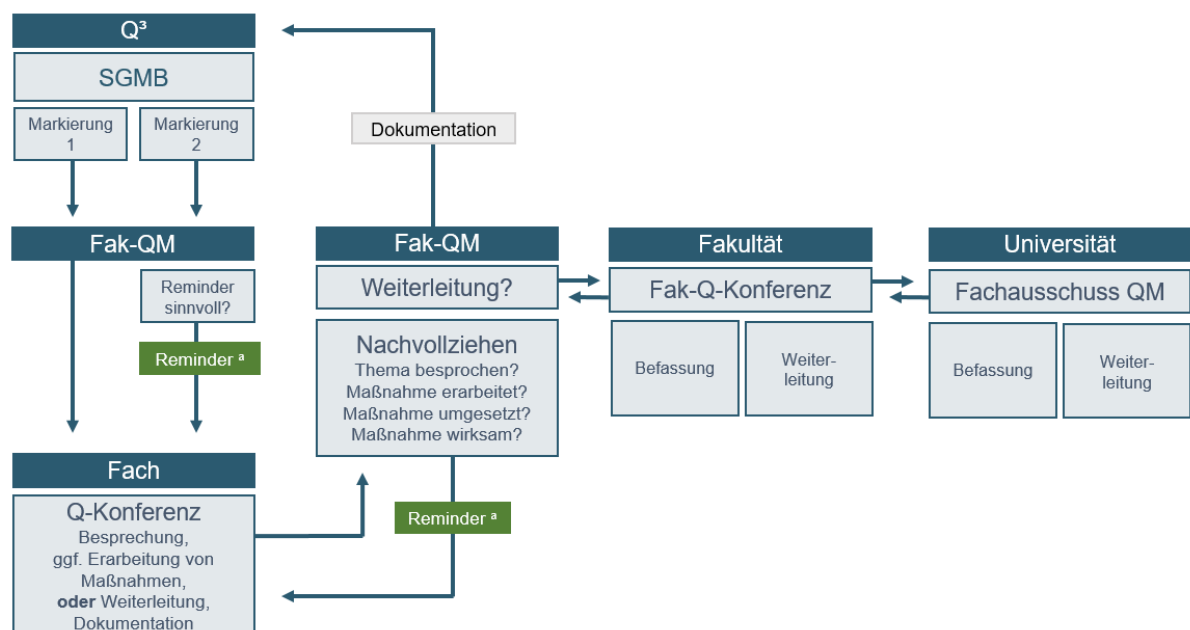 Q³
SGMB
Markierung
1
Markierung
2
Dokumentation
Fak-QM
Reminder
sinnvoll?
Reminder ª
Fach
Q-Konferenz
Besprechung,
ggf. Erarbeitung von
Maßnahmen,
oder Weiterleitung,
Dokumentation
Fak-QM
Weiterleitung?
Nachvollziehen
Thema besprochen?
Maßnahme erarbeitet?
Maßnahme umgesetzt?
Maßnahme wirksam?
Reminder ª
Fakultät
Fak-Q-Konferenz
Befassung
Weiter-
leitung
Universität
Fachausschuss QM
Befassung
Weiter-
leitung